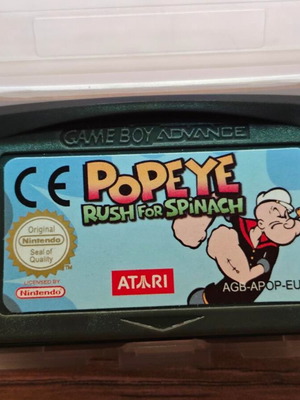 GAME BOY ADVANCE
CE
POPEYE
RUSH FOR SPINACH
Original
Nintendo
Seal of
Quality
LICENSED BY
Nintendo
ATARI
AGB-APOP-EU